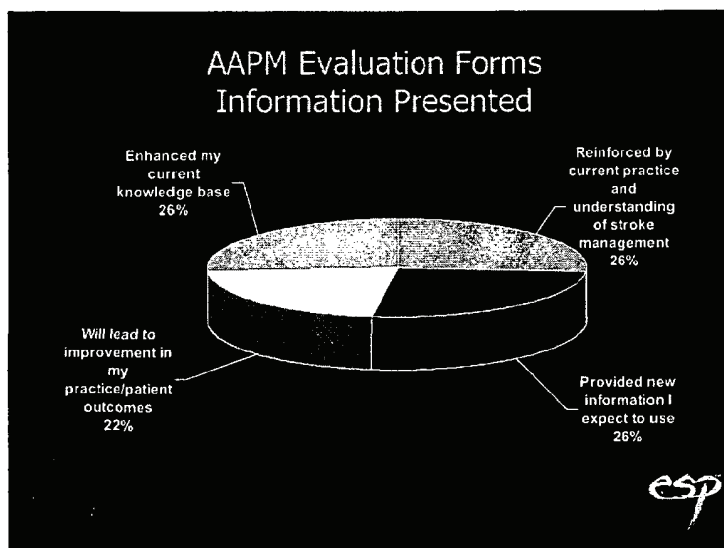 AAPM Evaluation Forms
Information Presented
Enhanced my
current
knowledge base
26%
Reinforced by
current practice
and
understanding
of stroke
management
26%
Will lead to
improvement in
my
practice/patient
outcomes
22%
Provided new
information I
expect to use
26%
esp